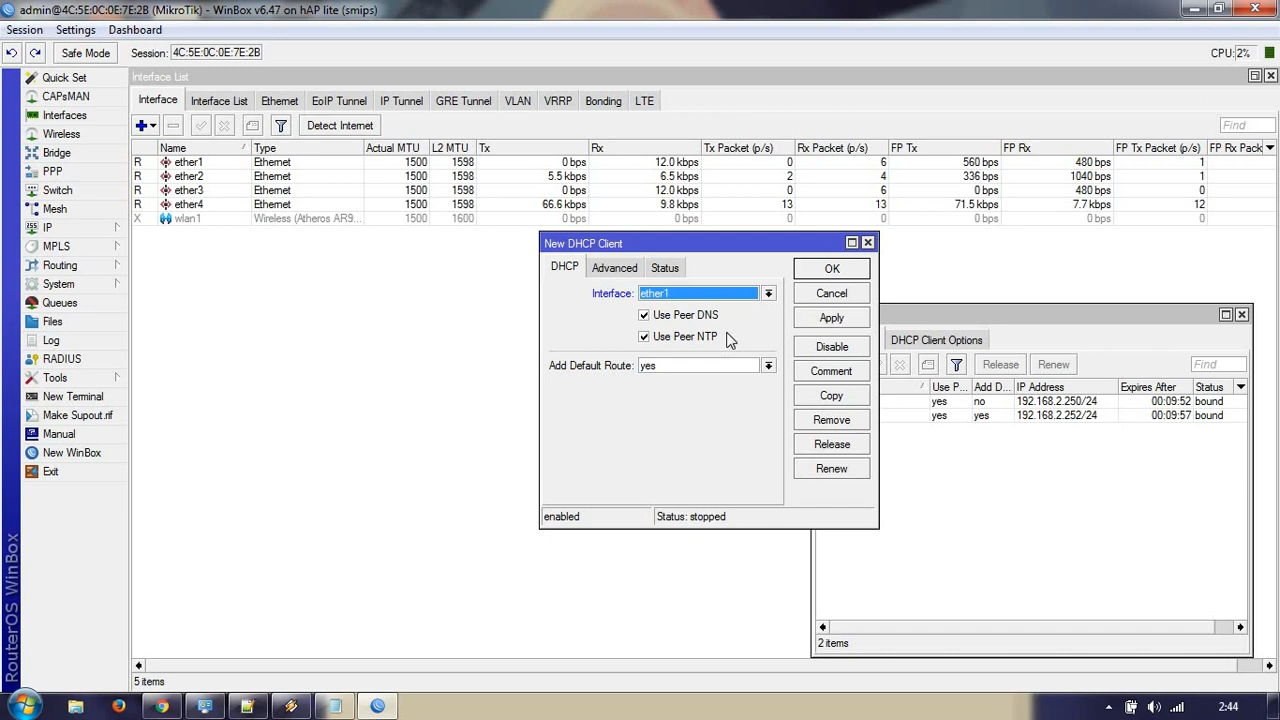 admin@4C:5E:0C:0E:7E:2B (MikroTik) - WinBox v6.47 on hAP lite (smips)
Session Settings Dashboard
Safe Mode Session: 4C:5E:0C:0E:7E:2B CPU: 2%
Quick Set
CAPsMAN
Interfaces
Wireless
Bridge
PPP
Switch
Mesh
IP
MPLS
Routing
System
Queues
Files
Log
RADIUS
Tools
New Terminal
Make Supout.rif
Manual
New WinBox
Exit
RouterOS WinBox
Interface List
Interface Interface List Ethernet EoIP Tunnel IP Tunnel GRE Tunnel VLAN VRRP Bonding LTE
Detect Internet Find
Name Type Actual MTU L2 MTU Tx Rx Tx Packet (p/s) Rx Packet (p/s) FP Tx FP Rx FP Tx Packet (p/s) FP Rx Pack
R ether1 Ethernet 1500 1598 0 bps 12.0 kbps 0 6 560 bps 480 bps 1
R ether2 Ethernet 1500 1598 5.5 kbps 6.5 kbps 2 4 336 bps 1040 bps 1
R ether3 Ethernet 1500 1598 0 bps 12.0 kbps 0 6 0 bps 480 bps 0
R ether4 Ethernet 1500 1598 66.6 kbps 9.8 kbps 13 13 71.5 kbps 7.7 kbps 12
X wlan1 Wireless (Atheros AR9... 1500 1600 0 bps 0 bps 0 0 0 bps 0 bps 0
New DHCP Client
DHCP Advanced Status
Interface: ether1
Use Peer DNS
Use Peer NTP
Add Default Route: yes
OK
Cancel
Apply
Disable
Comment
Copy
Remove
Release
Renew
enabled Status: stopped
DHCP Client Options
Release Renew Find
Use P... Add D... IP Address Expires After Status
yes no 192.168.2.250/24 00:09:52 bound
yes yes 192.168.2.252/24 00:09:57 bound
2 items
5 items
2:44